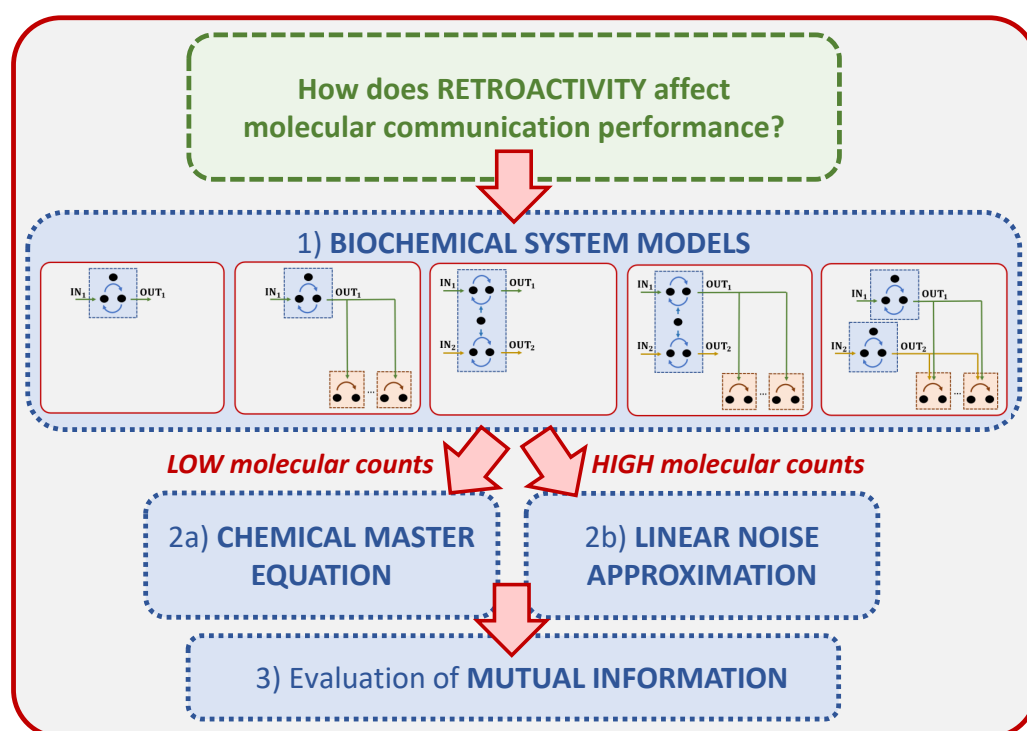 How does RETROACTIVITY affect
molecular communication performance?
1) BIOCHEMICAL SYSTEM MODELS
IN₁ OUT₁
IN₁ OUT₁
...
IN₁ OUT₁
IN₂ OUT₂
IN₁ OUT₁
IN₂ OUT₂
...
IN₁ OUT₁
IN₂ OUT₂
...
LOW molecular counts
HIGH molecular counts
2a) CHEMICAL MASTER
EQUATION
2b) LINEAR NOISE
APPROXIMATION
3) Evaluation of MUTUAL INFORMATION